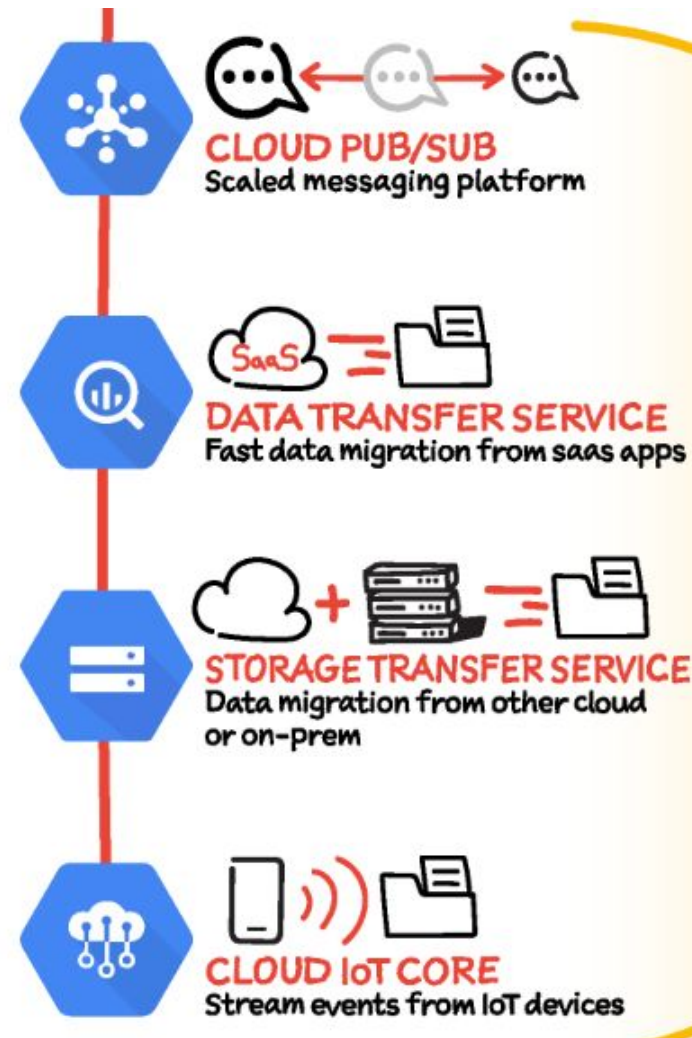 CLOUD PUB/SUB
Scaled messaging platform
SaaS
DATA TRANSFER SERVICE
Fast data migration from saas apps
STORAGE TRANSFER SERVICE
Data migration from other cloud
or on-prem
CLOUD IoT CORE
Stream events from IoT devices